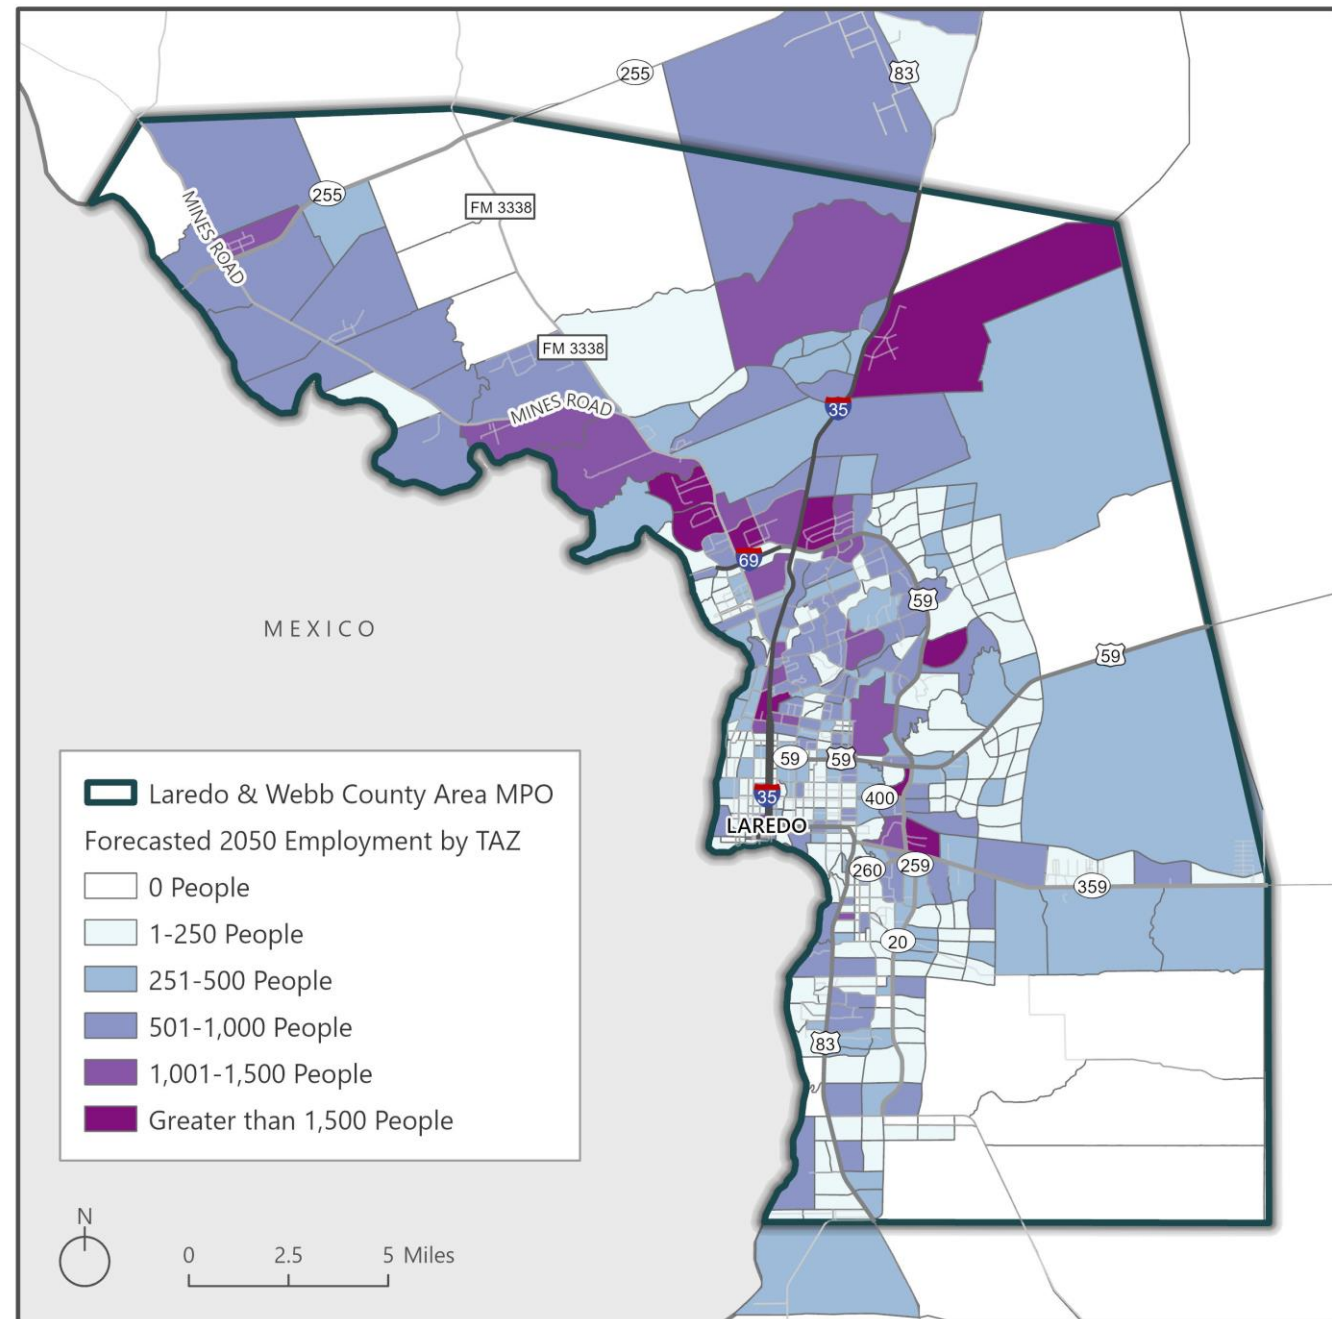 83
255
MINES ROAD
255
FM 3338
FM 3338
MINES ROAD
35
69
59
MEXICO
59
59
59
35
400
LAREDO
260
259
359
20
83
Laredo & Webb County Area MPO
Forecasted 2050 Employment by TAZ
0 People
1-250 People
251-500 People
501-1,000 People
1,001-1,500 People
Greater than 1,500 People
N
0 2.5 5 Miles